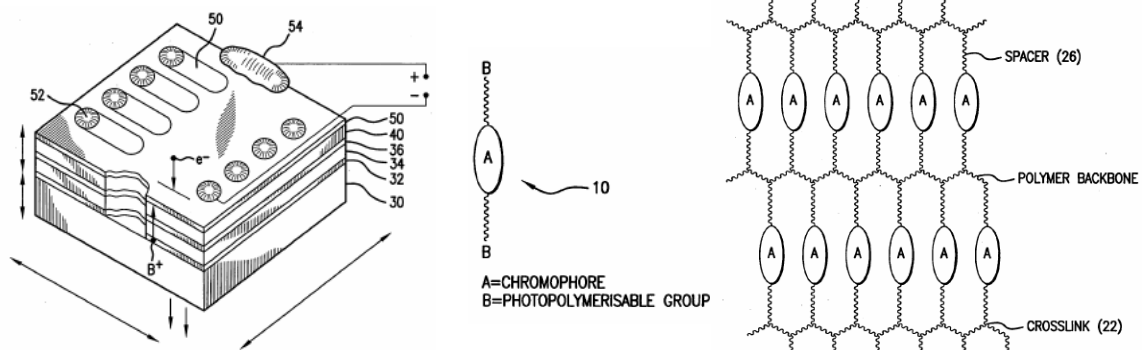 50
54
+
-
52
e-
50
40
36
34
32
30
B+
B
A
10
B
A=CHROMOPHORE
B=PHOTOPOLYMERISABLE GROUP
SPACER (26)
A A A A A A
POLYMER BACKBONE
A A A A A A
CROSSLINK (22)